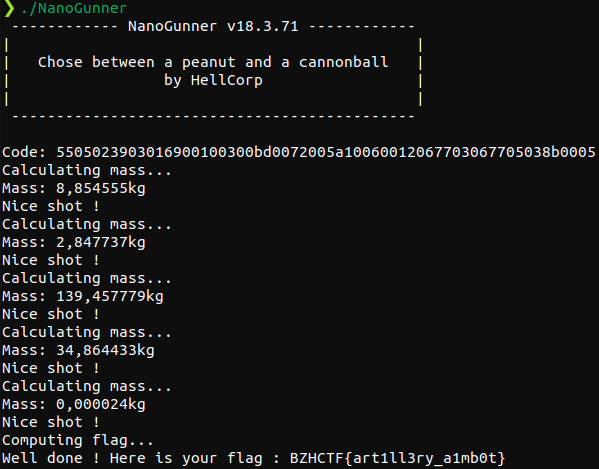 ❯ ./NanoGunner
------------ NanoGunner v18.3.71 ------------
|                                             |
|   Chose between a peanut and a cannonball   |
|                 by HellCorp                 |
|                                             |
---------------------------------------------
Code: 5505023903016900100300bd0072005a10060012067703067705038b0005
Calculating mass...
Mass: 8,854555kg
Nice shot !
Calculating mass...
Mass: 2,847737kg
Nice shot !
Calculating mass...
Mass: 139,457779kg
Nice shot !
Calculating mass...
Mass: 34,864433kg
Nice shot !
Calculating mass...
Mass: 0,000024kg
Nice shot !
Computing flag...
Well done ! Here is your flag : BZHCTF{art1ll3ry_a1mb0t}